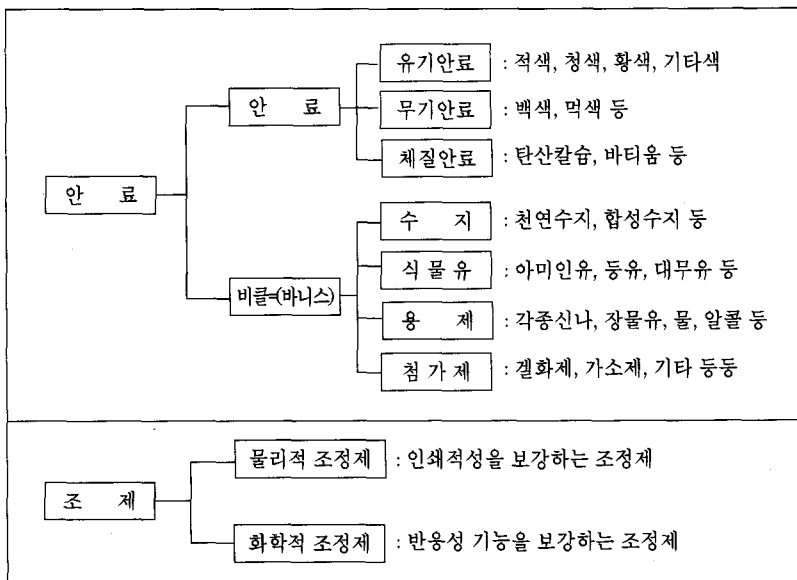 유기안료 : 적색, 청색, 황색, 기타색
안 료
무기안료 : 백색, 먹색 등
체질안료 : 탄산칼슘, 바티움 등
안 료
수 지 : 천연수지, 합성수지 등
식물유 : 아미인유, 등유, 대무유 등
비클=(바니스)
용 제 : 각종신나, 장물유, 물, 알콜 등
첨가제 : 겔화제, 가소제, 기타 등등
물리적 조정제 : 인쇄적성을 보강하는 조정제
조 제
화학적 조정제 : 반응성 기능을 보강하는 조정제